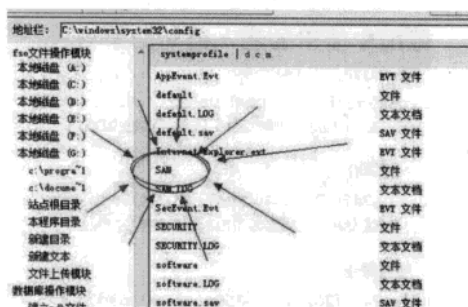 地址栏: C:\windows\system32\config
fso文件操作模块
本地磁盘 (A:)
本地磁盘 (C:)
本地磁盘 (D:)
本地磁盘 (E:)
本地磁盘 (F:)
本地磁盘 (G:)
c:\progra~1
c:\docume~1
站点根目录
本程序目录
新建目录
新建文本
文件上传模块
数据库操作模块
systemprofile | d c m
AppEvent.Evt EVT 文件
default 文件
default.LOG 文本文档
default.sav SAV 文件
Internet Explorer.evt EVT 文件
SAM 文件
SAM.LOG 文本文档
SecEvent.Evt EVT 文件
SECURITY 文件
SECURITY.LOG 文本文档
software 文件
software.LOG 文本文档
software.sav SAV 文件